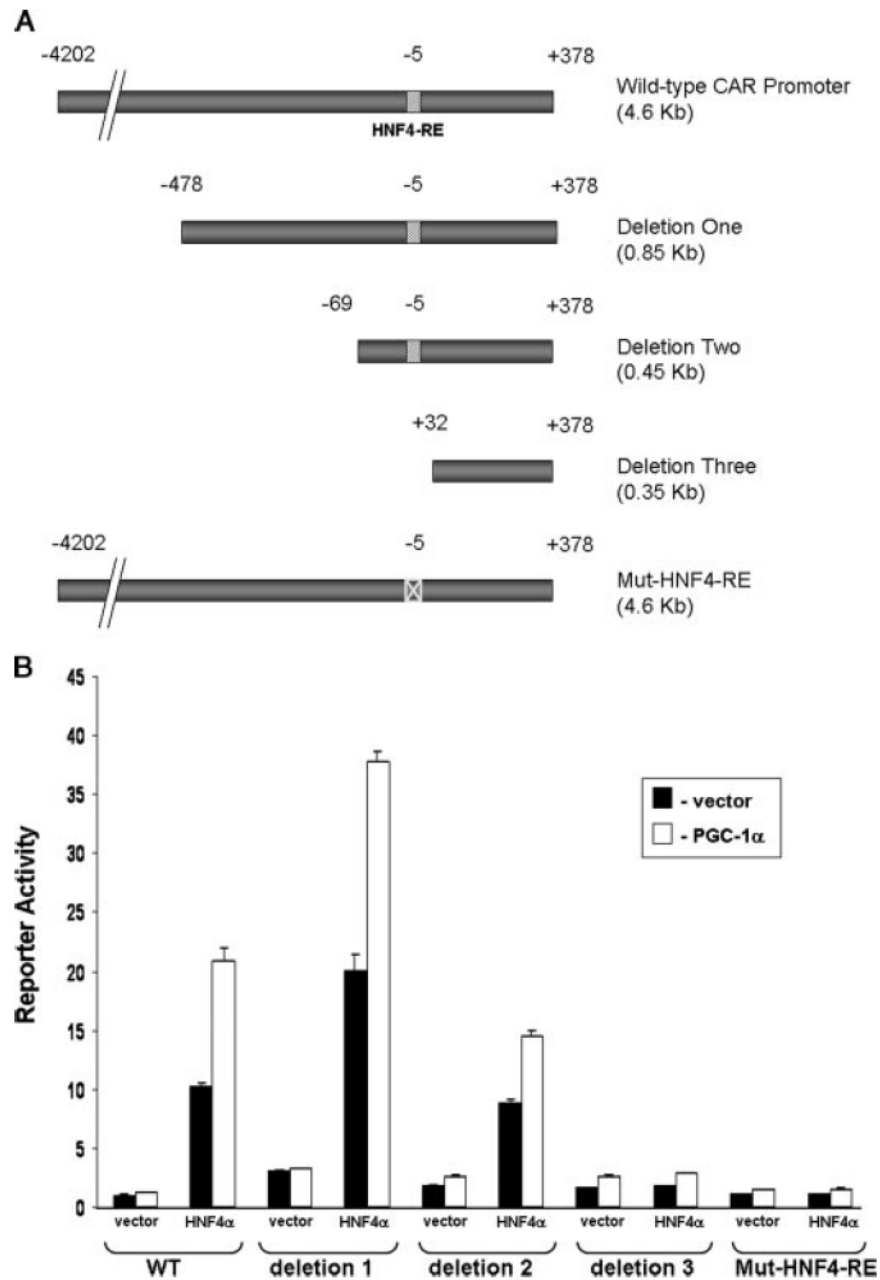 A
-4202 -5 +378
Wild-type CAR Promoter
(4.6 Kb)
HNF4-RE
-478 -5 +378
Deletion One
(0.85 Kb)
-69 -5 +378
Deletion Two
(0.45 Kb)
+32 +378
Deletion Three
(0.35 Kb)
-4202 -5 +378
Mut-HNF4-RE
(4.6 Kb)
B
45
40
35
30
25
20
15
10
5
0
Reporter Activity
- vector
- PGC-1α
vector HNF4α vector HNF4α vector HNF4α vector HNF4α vector HNF4α
WT deletion 1 deletion 2 deletion 3 Mut-HNF4-RE